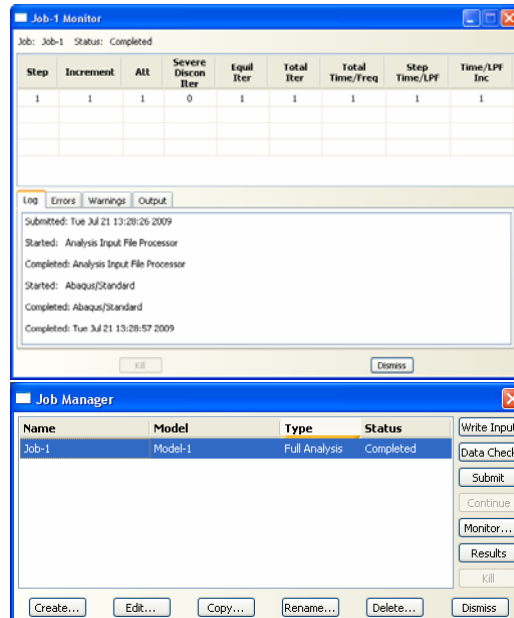 Job-1 Monitor
Job: Job-1 Status: Completed
Step Increment Att Severe Discon Iter Equil Iter Total Iter Total Time/Freq Step Time/LPF Time/LPF Inc
1 1 1 0 1 1 1 1 1
Log Errors Warnings Output
Submitted: Tue Jul 21 13:28:26 2009
Started: Analysis Input File Processor
Completed: Analysis Input File Processor
Started: Abaqus/Standard
Completed: Abaqus/Standard
Completed: Tue Jul 21 13:28:57 2009
Kill Dismiss
Job Manager
Name Model Type Status
Job-1 Model-1 Full Analysis Completed
Write Input
Data Check
Submit
Continue
Monitor...
Results
Kill
Create... Edit... Copy... Rename... Delete... Dismiss